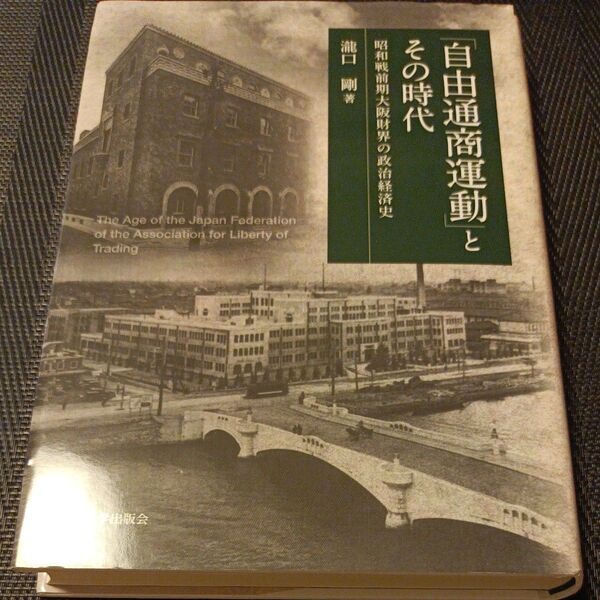 「自由通商運動」と
その時代
昭和戦前期大阪財界の政治経済史
瀧口 剛 著
The Age of the Japan Federation
of the Association for Liberty of
Trading
出版会